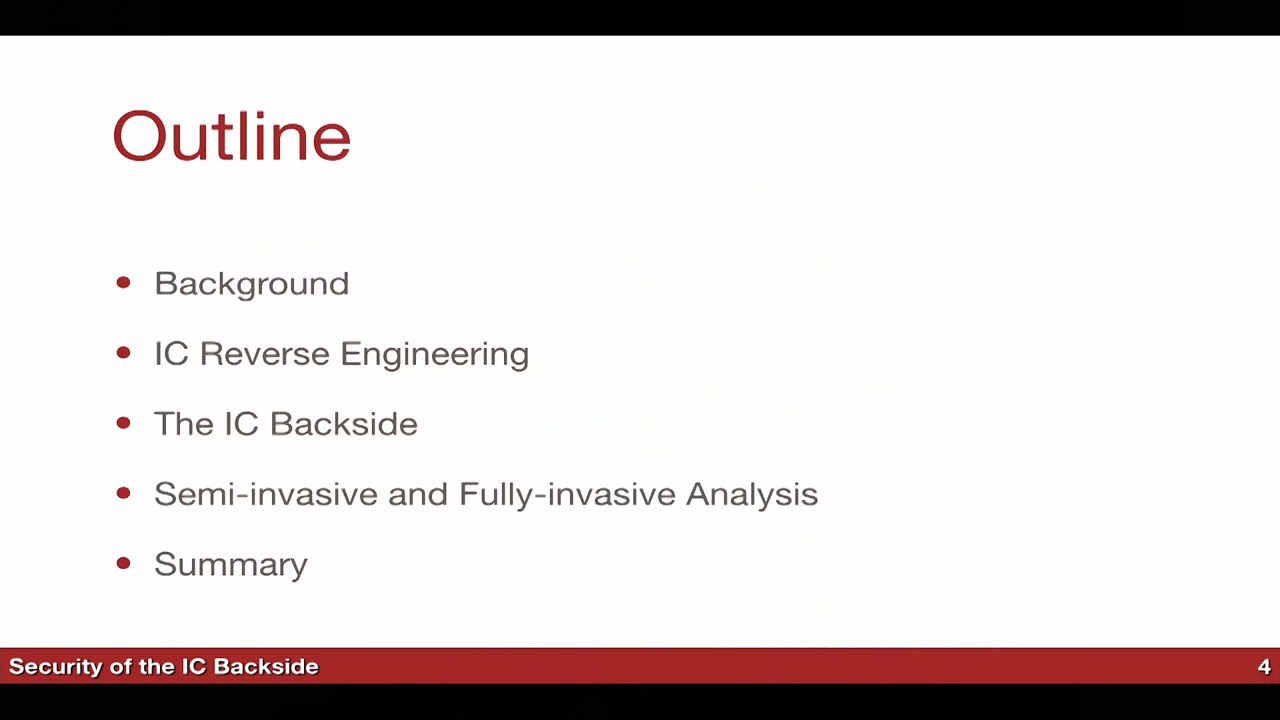 Outline
• Background
• IC Reverse Engineering
• The IC Backside
• Semi-invasive and Fully-invasive Analysis
• Summary
Security of the IC Backside
4